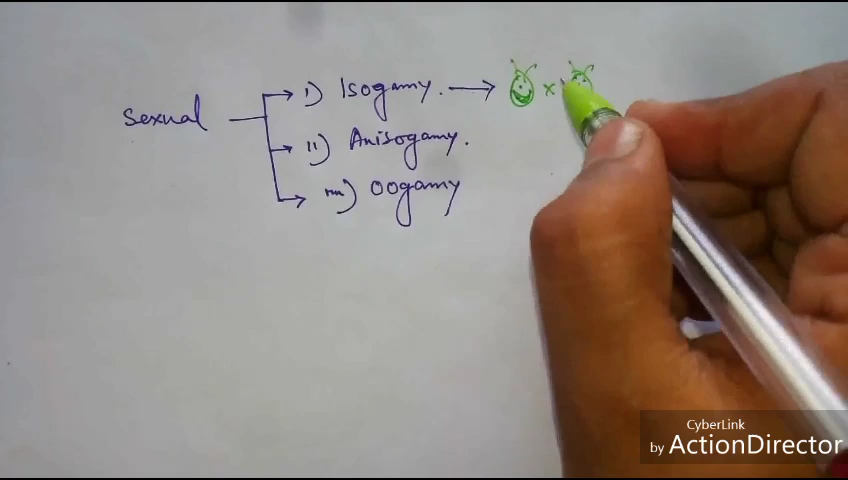 sexual
i) Isogamy. x
ii) Anisogamy.
iii) Oogamy
CyberLink
by ActionDirector